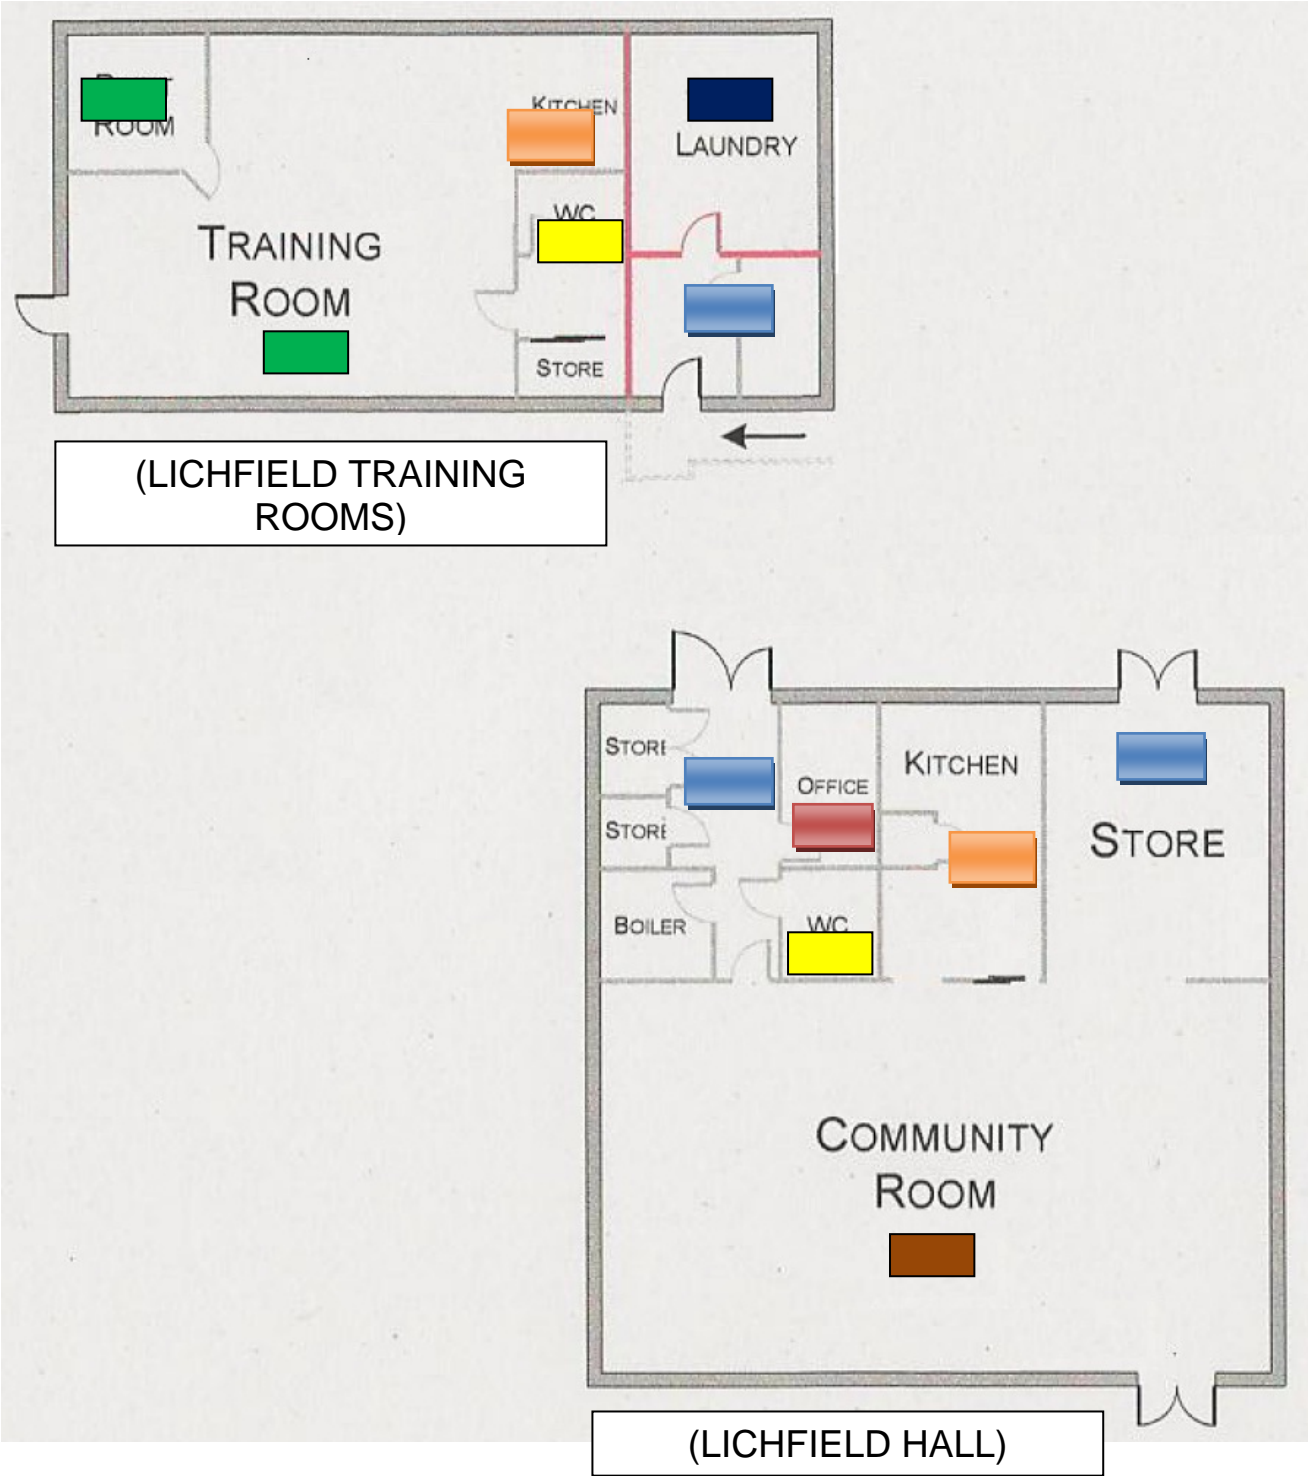 ROOM
KITCHEN
LAUNDRY
WC
TRAINING
ROOM
STORE
(LICHFIELD TRAINING
ROOMS)
STORE
OFFICE
KITCHEN
STORE
STORE
BOILER
WC
COMMUNITY
ROOM
(LICHFIELD HALL)